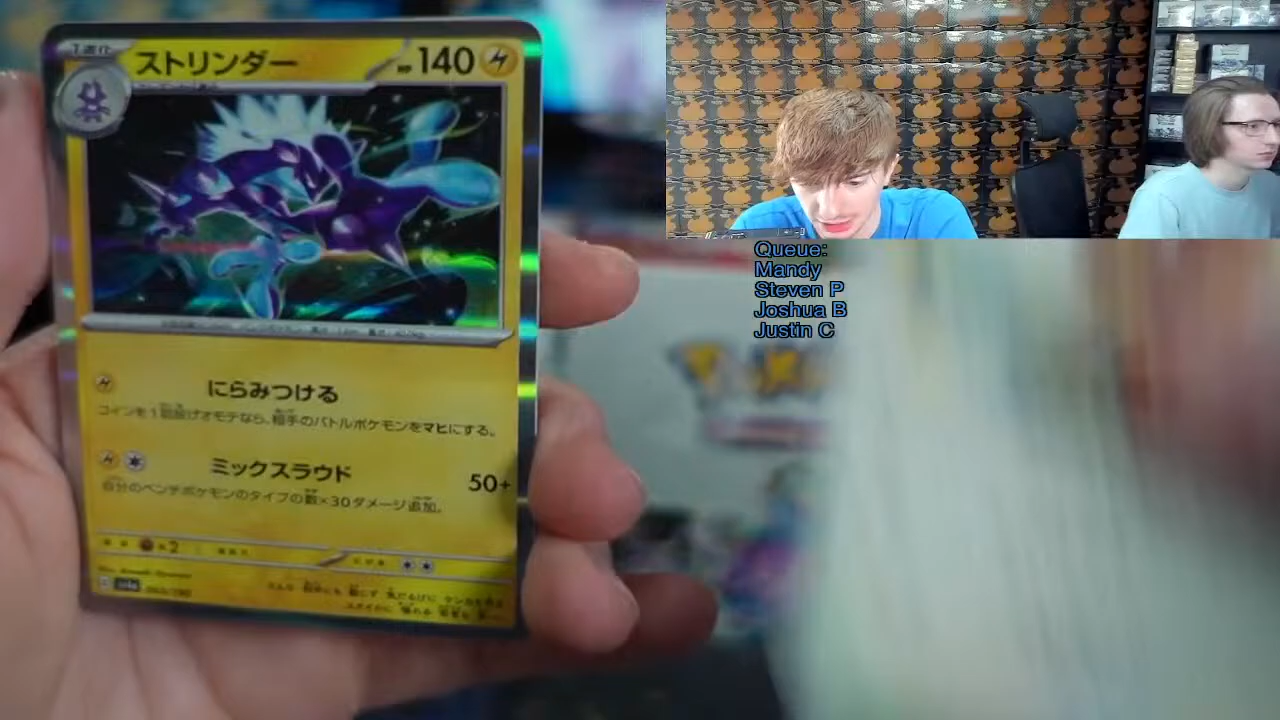 1進化
ストリンダー
HP 140
にらみつける
コインを1回投げオモテなら、相手のバトルポケモンをマヒにする。
ミックスラウド
50+
自分のベンチポケモンのタイプの数×30ダメージ追加。
×2
sv4a
Queue:
Mandy
Steven P
Joshua B
Justin C